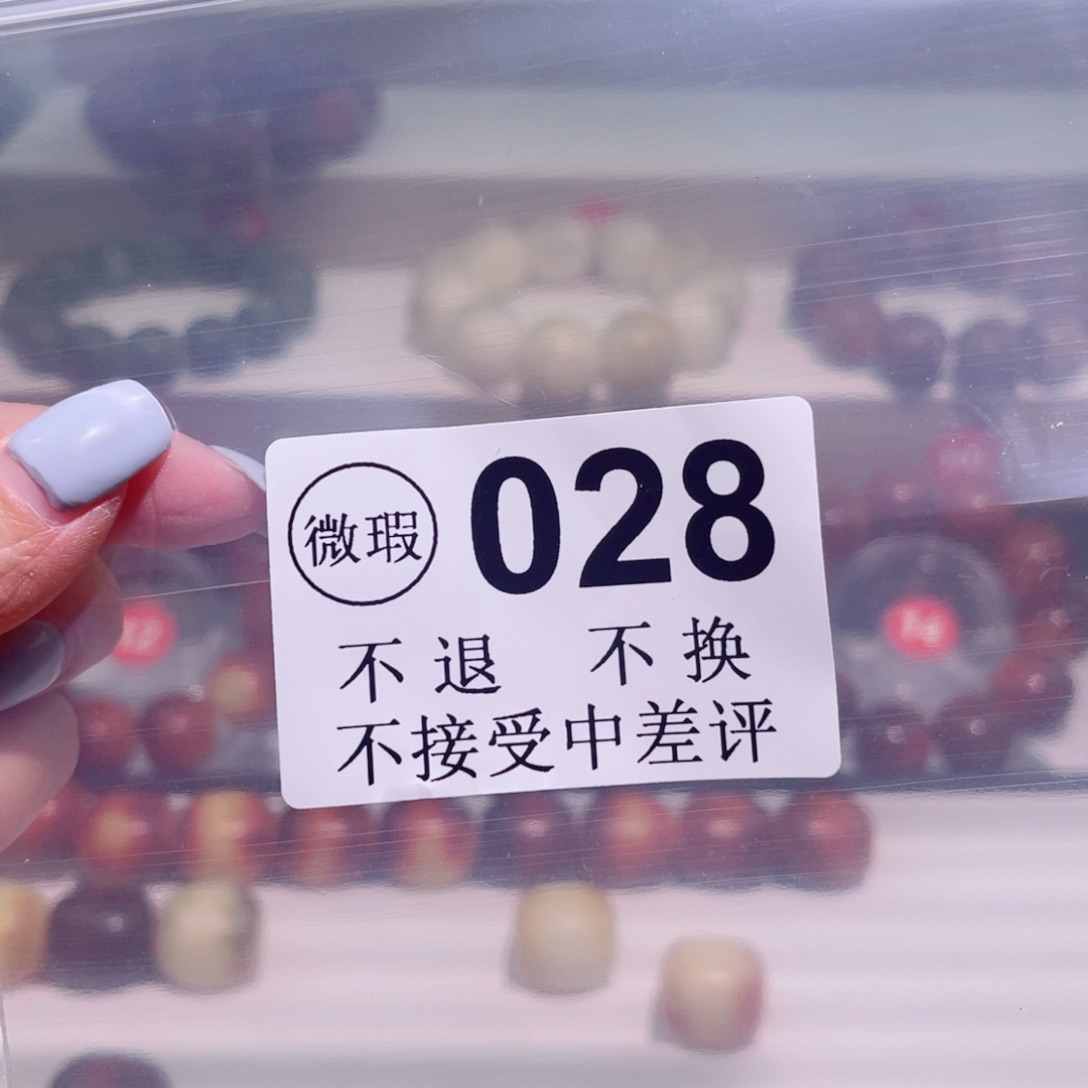 微瑕 028
不退 不换
不接受中差评